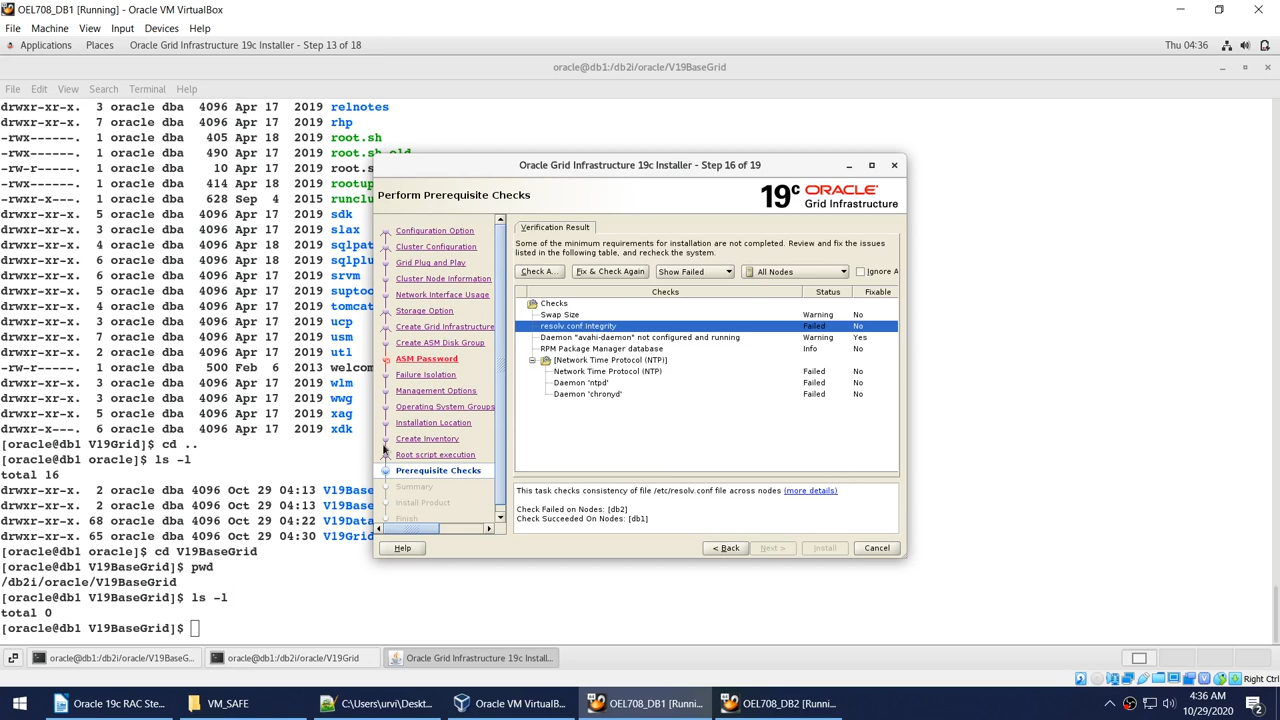 OEL708_DB1 [Running] - Oracle VM VirtualBox
File Machine View Input Devices Help
Applications Places Oracle Grid Infrastructure 19c Installer - Step 13 of 18 Thu 04:36
oracle@db1:/db2i/oracle/V19BaseGrid
File Edit View Search Terminal Help
drwxr-xr-x. 3 oracle dba 4096 Apr 17 2019 relnotes
drwxr-xr-x. 7 oracle dba 4096 Apr 17 2019 rhp
-rwx------. 1 oracle dba 405 Apr 18 2019 root.sh
-rwx------. 1 oracle dba 490 Apr 17 2019 root.sh.old
-rw-r-----. 1 oracle dba 10 Apr 17 2019 root.s
-rwx------. 1 oracle dba 414 Apr 18 2019 rootup
-rwxr-x---. 1 oracle dba 628 Sep 4 2015 runclu
drwxr-xr-x. 5 oracle dba 4096 Apr 17 2019 sdk
drwxr-xr-x. 3 oracle dba 4096 Apr 17 2019 slax
drwxr-xr-x. 4 oracle dba 4096 Apr 17 2019 sqlpat
drwxr-xr-x. 6 oracle dba 4096 Apr 17 2019 sqlplu
drwxr-xr-x. 6 oracle dba 4096 Apr 17 2019 srvm
drwxr-xr-x. 5 oracle dba 4096 Apr 17 2019 suptoo
drwxr-xr-x. 3 oracle dba 4096 Apr 17 2019 tomcat
drwxr-xr-x. 3 oracle dba 4096 Apr 17 2019 ucp
drwxr-xr-x. 7 oracle dba 4096 Apr 17 2019 usm
drwxr-xr-x. 2 oracle dba 4096 Apr 17 2019 utl
-rw-r-----. 1 oracle dba 500 Feb 6 2013 welcom
drwxr-xr-x. 3 oracle dba 4096 Apr 17 2019 wlm
drwxr-xr-x. 3 oracle dba 4096 Apr 17 2019 wwg
drwxr-xr-x. 5 oracle dba 4096 Apr 17 2019 xag
drwxr-xr-x. 6 oracle dba 4096 Apr 17 2019 xdk
[oracle@db1 V19Grid]$ cd ..
[oracle@db1 oracle]$ ls -l
total 16
drwxr-xr-x. 2 oracle dba 4096 Oct 29 04:13 V19Base
drwxr-xr-x. 2 oracle dba 4096 Oct 29 04:13 V19Base
drwxr-xr-x. 68 oracle dba 4096 Oct 29 04:22 V19Data
drwxr-xr-x. 65 oracle dba 4096 Oct 29 04:30 V19Grid
[oracle@db1 oracle]$ cd V19BaseGrid
[oracle@db1 V19BaseGrid]$ pwd
/db2i/oracle/V19BaseGrid
[oracle@db1 V19BaseGrid]$ ls -l
total 0
[oracle@db1 V19BaseGrid]$
Oracle Grid Infrastructure 19c Installer - Step 16 of 19
Perform Prerequisite Checks
19c ORACLE
Grid Infrastructure
Configuration Option
Cluster Configuration
Grid Plug and Play
Cluster Node Information
Network Interface Usage
Storage Option
Create Grid Infrastructure
Create ASM Disk Group
ASM Password
Failure Isolation
Management Options
Operating System Groups
Installation Location
Create Inventory
Root script execution
Prerequisite Checks
Summary
Install Product
Finish
Verification Result
Some of the minimum requirements for installation are not completed. Review and fix the issues
listed in the following table, and recheck the system.
Check A... Fix & Check Again Show Failed All Nodes Ignore A
Checks Status Fixable
Checks
Swap Size Warning No
resolv.conf Integrity Failed No
Daemon "avahi-daemon" not configured and running Warning Yes
RPM Package Manager database Info No
[Network Time Protocol (NTP)]
Network Time Protocol (NTP) Failed No
Daemon 'ntpd' Failed No
Daemon 'chronyd' Failed No
This task checks consistency of file /etc/resolv.conf file across nodes (more details)
Check Failed on Nodes: [db2]
Check Succeeded On Nodes: [db1]
Help < Back Next > Install Cancel
oracle@db1:/db2i/oracle/V19BaseG... oracle@db1:/db2i/oracle/V19Grid Oracle Grid Infrastructure 19c Install...
Right Ctrl
Oracle 19c RAC Ste... VM_SAFE C:\Users\urvi\Deskt... Oracle VM VirtualB... OEL708_DB1 [Runni... OEL708_DB2 [Runni...
4:36 AM
10/29/2020
2